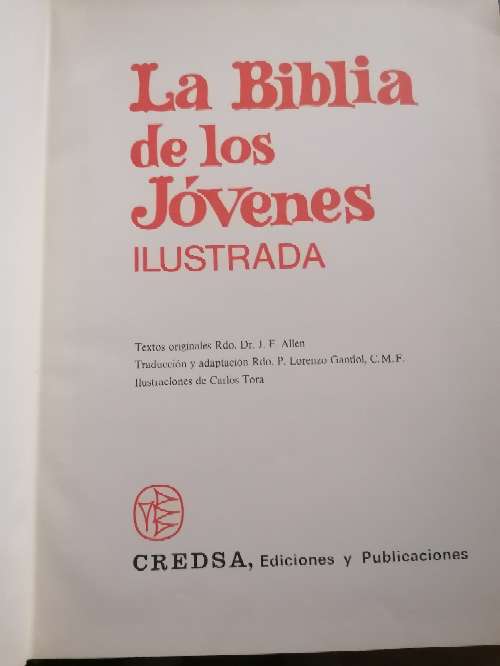 La Biblia
de los
Jóvenes
ILUSTRADA
Textos originales Rdo. Dr. J. F. Allen
Traducción y adaptación Rdo. P. Lorenzo Gandol, C.M.F.
Ilustraciones de Carlos Tora
CREDSA, Ediciones y Publicaciones